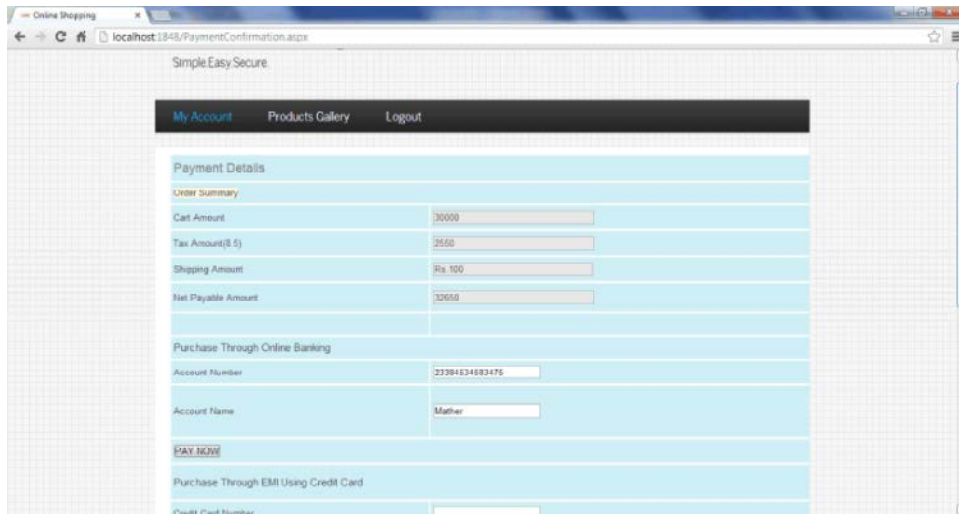 Online Shopping
localhost:1848/PaymentConfirmation.aspx
Simple.Easy.Secure.
My Account Products Gallery Logout
Payment Details
Order Summary
Cart Amount 30000
Tax Amount(8.5) 2550
Shipping Amount Rs.100
Net Payable Amount 32650
Purchase Through Online Banking
Account Number
Account Name Mather
PAY NOW
Purchase Through EMI Using Credit Card
Credit Card Number